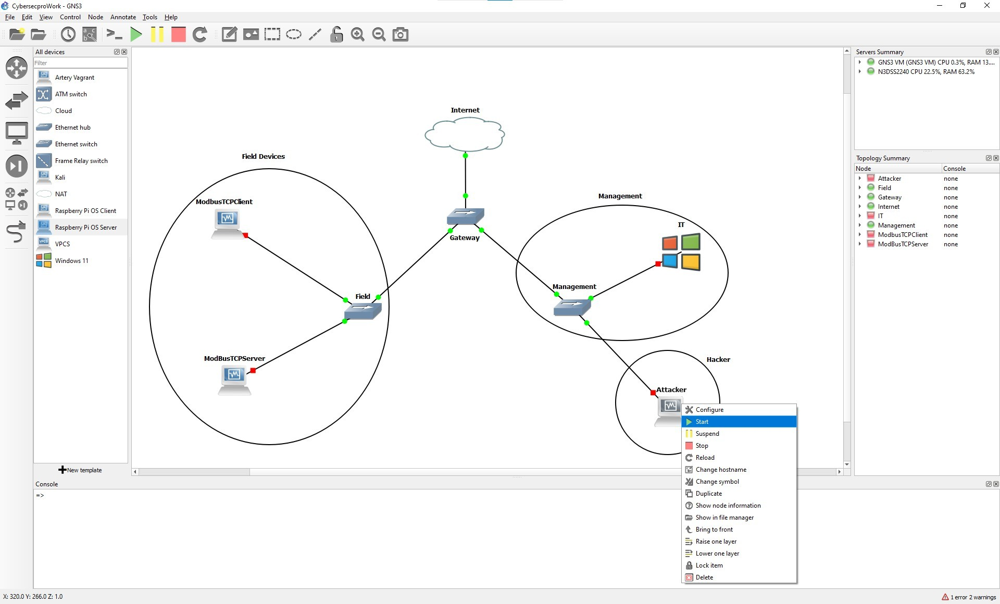 CybersecproWork - GNS3
File Edit View Control Node Annotate Tools Help
All devices
Filter
Artery Vagrant
ATM switch
Cloud
Ethernet hub
Ethernet switch
Frame Relay switch
Kali
NAT
Raspberry Pi OS Client
Raspberry Pi OS Server
VPCS
Windows 11
New template
Internet
Field Devices
ModbusTCPClient
Gateway
Management
IT
Field
Management
ModBusTCPServer
Hacker
Attacker
Configure
Start
Suspend
Stop
Reload
Change hostname
Change symbol
Duplicate
Show node information
Show in file manager
Bring to front
Raise one layer
Lower one layer
Lock item
Delete
Servers Summary
GNS3 VM (GNS3 VM) CPU 0.3%, RAM 13....
N3DSS2240 CPU 22.5%, RAM 63.2%
Topology Summary
Node Console
Attacker none
Field none
Gateway none
Internet none
IT none
Management none
ModbusTCPClient none
ModBusTCPServer none
Console
=>
X: 320.0 Y: 266.0 Z: 1.0
1 error 2 warnings